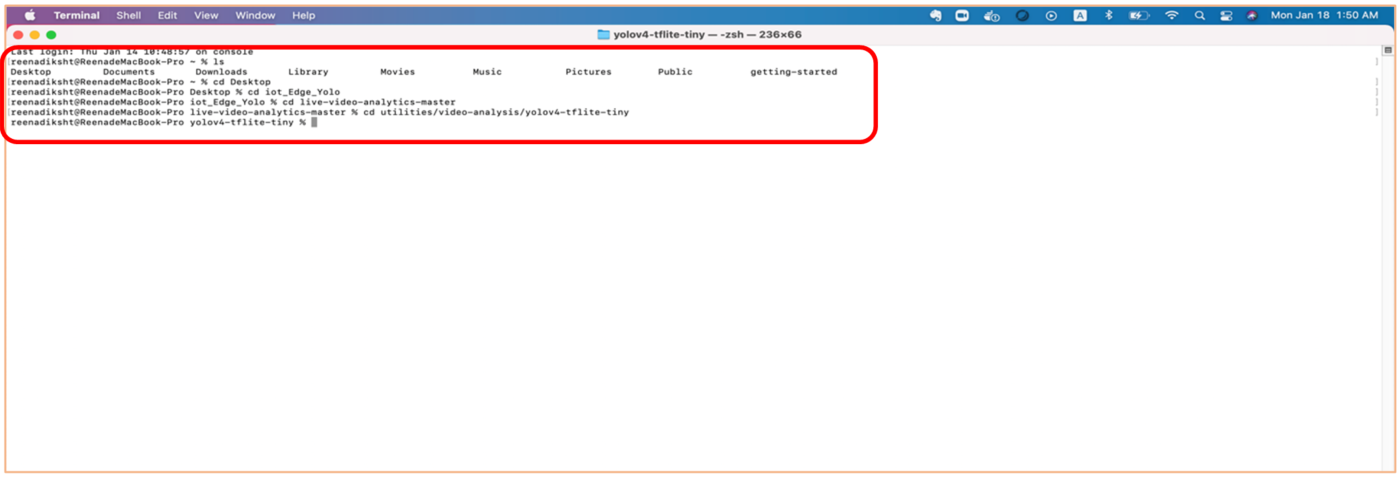 Terminal Shell Edit View Window Help A Mon Jan 18 1:50 AM
yolov4-tflite-tiny — -zsh — 236×66
Last login: Thu Jan 14 10:48:57 on console
[reenadiksht@ReenadeMacBook-Pro ~ % ls ]
Desktop Documents Downloads Library Movies Music Pictures Public getting-started
[reenadiksht@ReenadeMacBook-Pro ~ % cd Desktop ]
[reenadiksht@ReenadeMacBook-Pro Desktop % cd iot_Edge_Yolo ]
[reenadiksht@ReenadeMacBook-Pro iot_Edge_Yolo % cd live-video-analytics-master ]
[reenadiksht@ReenadeMacBook-Pro live-video-analytics-master % cd utilities/video-analysis/yolov4-tflite-tiny ]
reenadiksht@ReenadeMacBook-Pro yolov4-tflite-tiny %